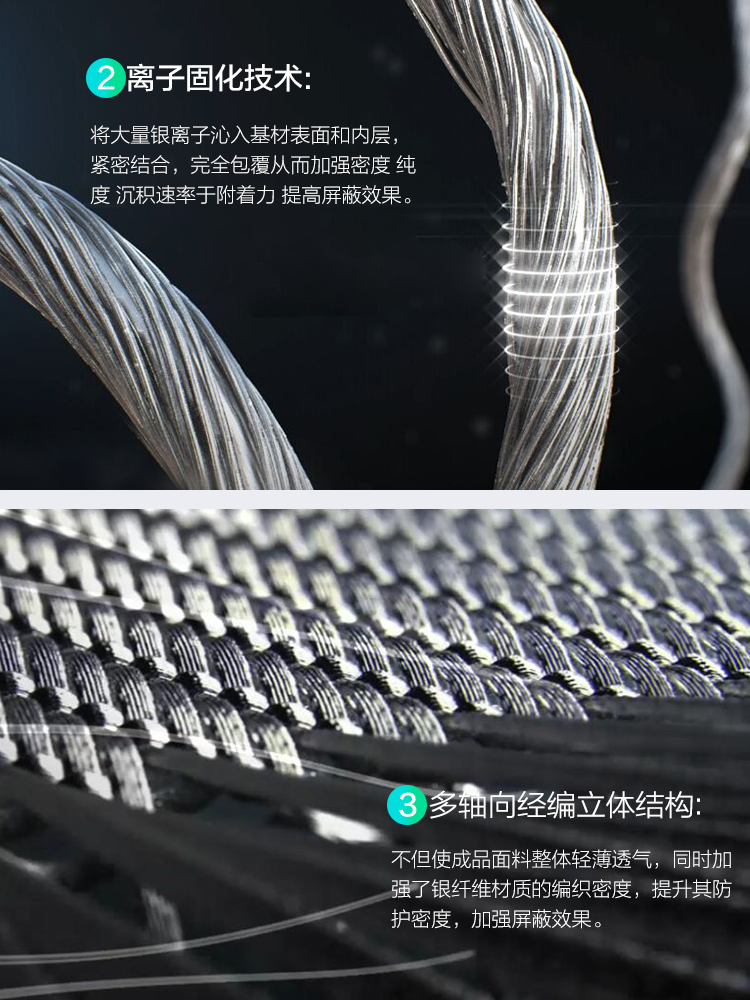 2 离子固化技术:
将大量银离子沁入基材表面和内层，
紧密结合，完全包覆从而加强密度 纯
度 沉积速率于附着力 提高屏蔽效果。
3 多轴向经编立体结构:
不但使成品面料整体轻薄透气，同时加
强了银纤维材质的编织密度，提升其防
护密度，加强屏蔽效果。